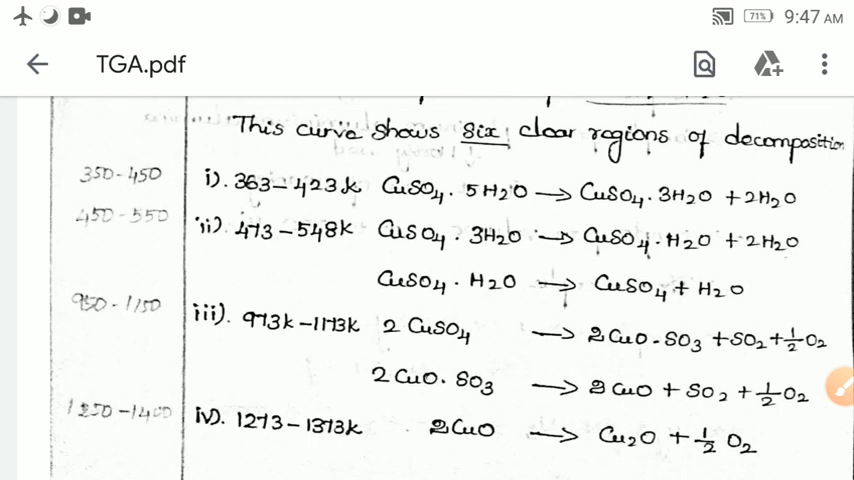 71% 9:47 AM
TGA.pdf
This curve shows six clear regions of decomposition
350-450 i). 363-423k CuSO4. 5H2O → CuSO4.3H2O + 2H2O
450-550 ii) 473-548k CuSO4. 3H2O → CuSO4.H2O + 2H2O
CuSO4.H2O → CuSO4 + H2O
950-1150 iii). 973k-1173k 2 CuSO4 → 2CuO.SO3 + SO2 + 1/2 O2
2 CuO. SO3 → 2 CuO + SO2 + 1/2 O2
1250-1400 iv). 1273-1373k 2CuO → Cu2O + 1/2 O2